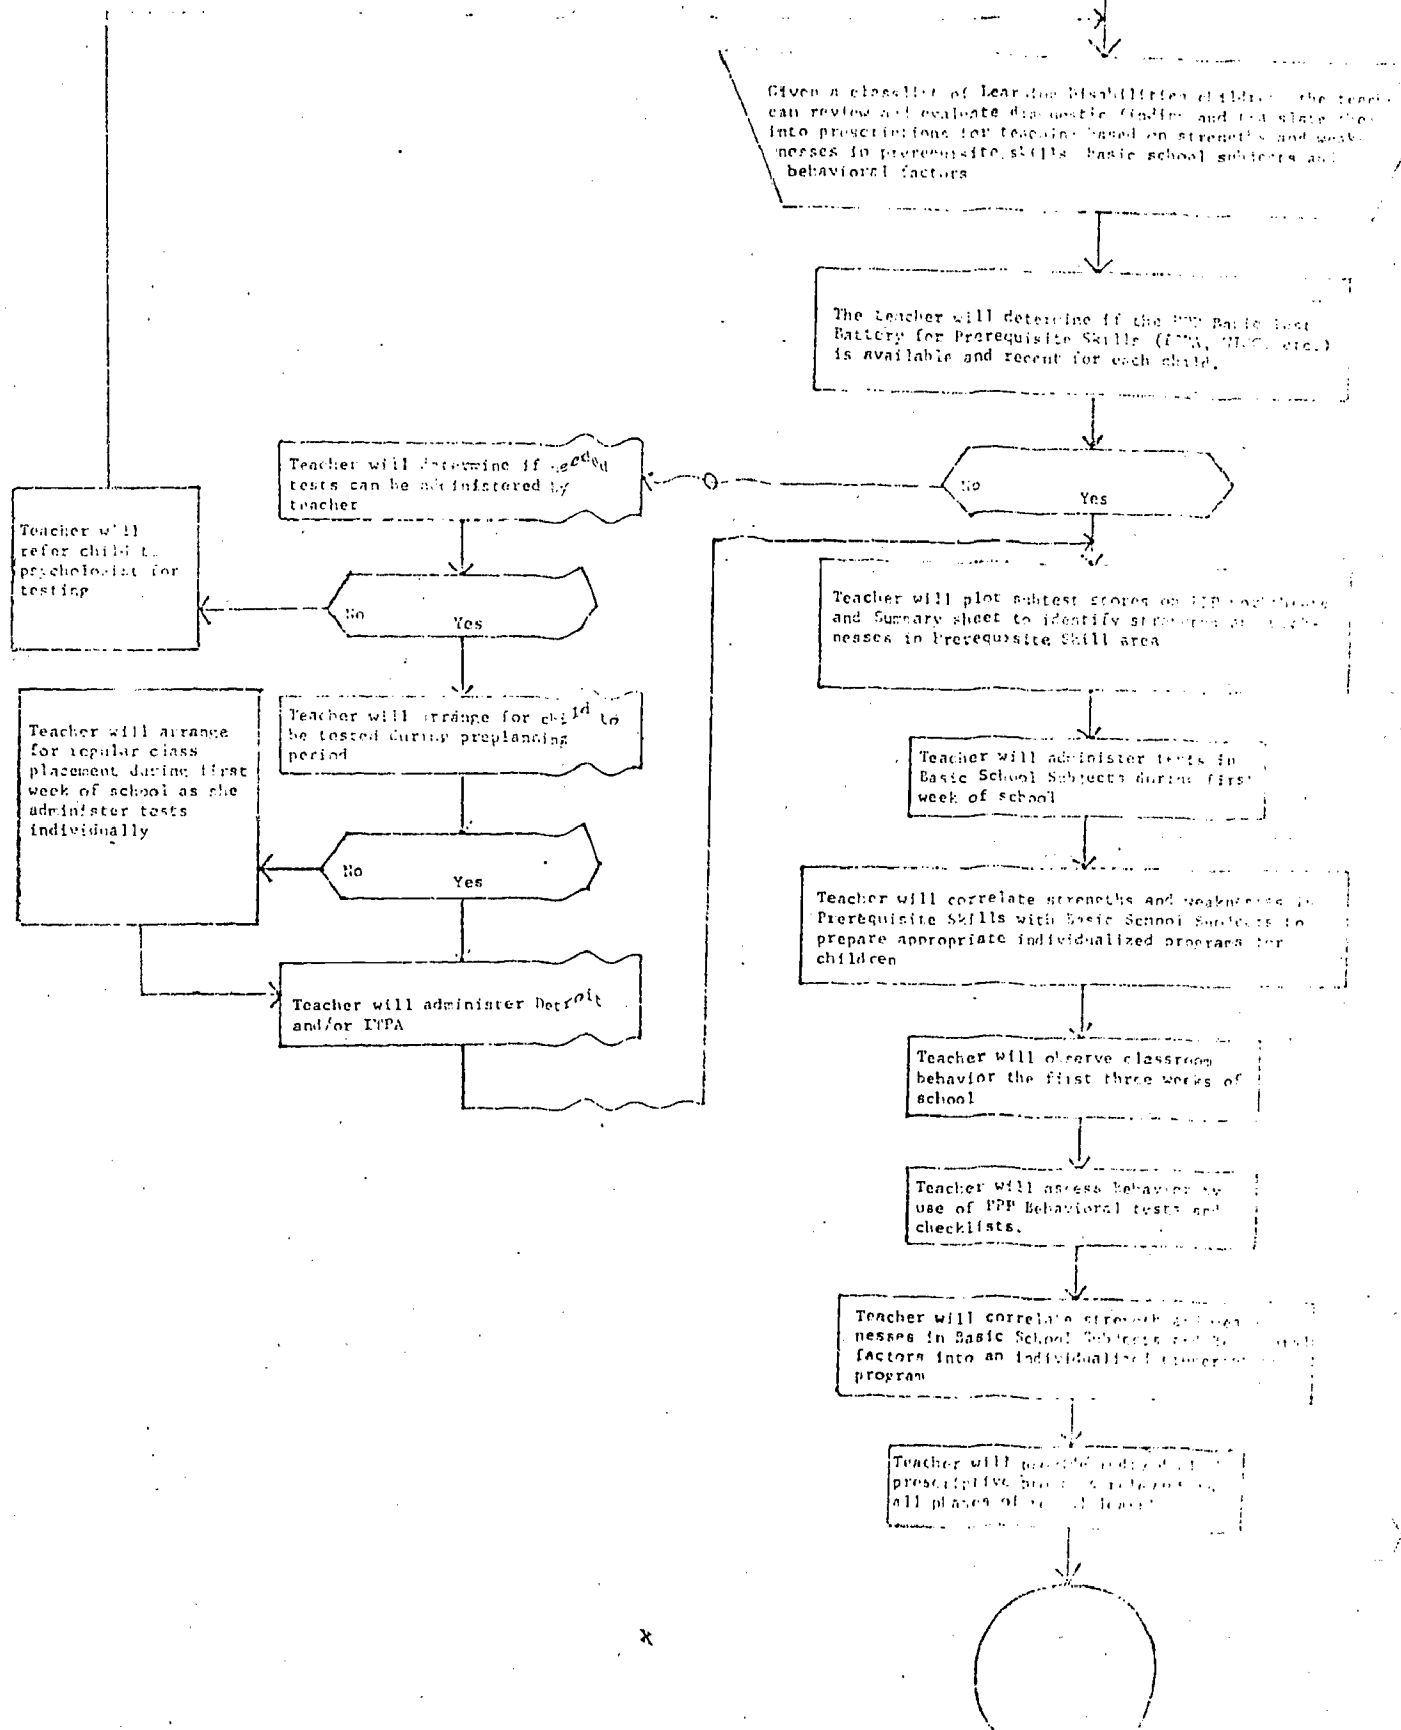 Given a classlist of Disabilities the
can review and evaluate diagnostic and
into prescriptions for teaching based on strengths and weak-
nesses in prerequisite skills basic school subjects and
behavioral factors
The teacher will determine if the Basic Test
Battery for Prerequisite Skills ( etc.)
is available and recent for each child.
No
Yes
Teacher will determine if needed
tests can be administered by
teacher
Teacher will
refer child to
psychologist for
testing
No
Yes
Teacher will plot subtest scores on
and Summary sheet to identify
nesses in Prerequisite Skill area
Teacher will arrange for child to
be tested during preplanning
period
Teacher will arrange
for regular class
placement during first
week of school as she
administer tests
individually
No
Yes
Teacher will administer tests in
Basic School Subjects during first
week of school
Teacher will correlate strengths and weaknesses in
Prerequisite Skills with Basic School Subjects to
prepare appropriate individualized programs for
children
Teacher will administer Detroit
and/or ITPA
Teacher will observe classroom
behavior the first three weeks of
school
Teacher will assess Behavior by
use of PPP Behavioral tests and
checklists.
Teacher will correlate strength
nesses in Basic School Subjects
factors into an individualized
program
Teacher will
prescriptive
all phases of